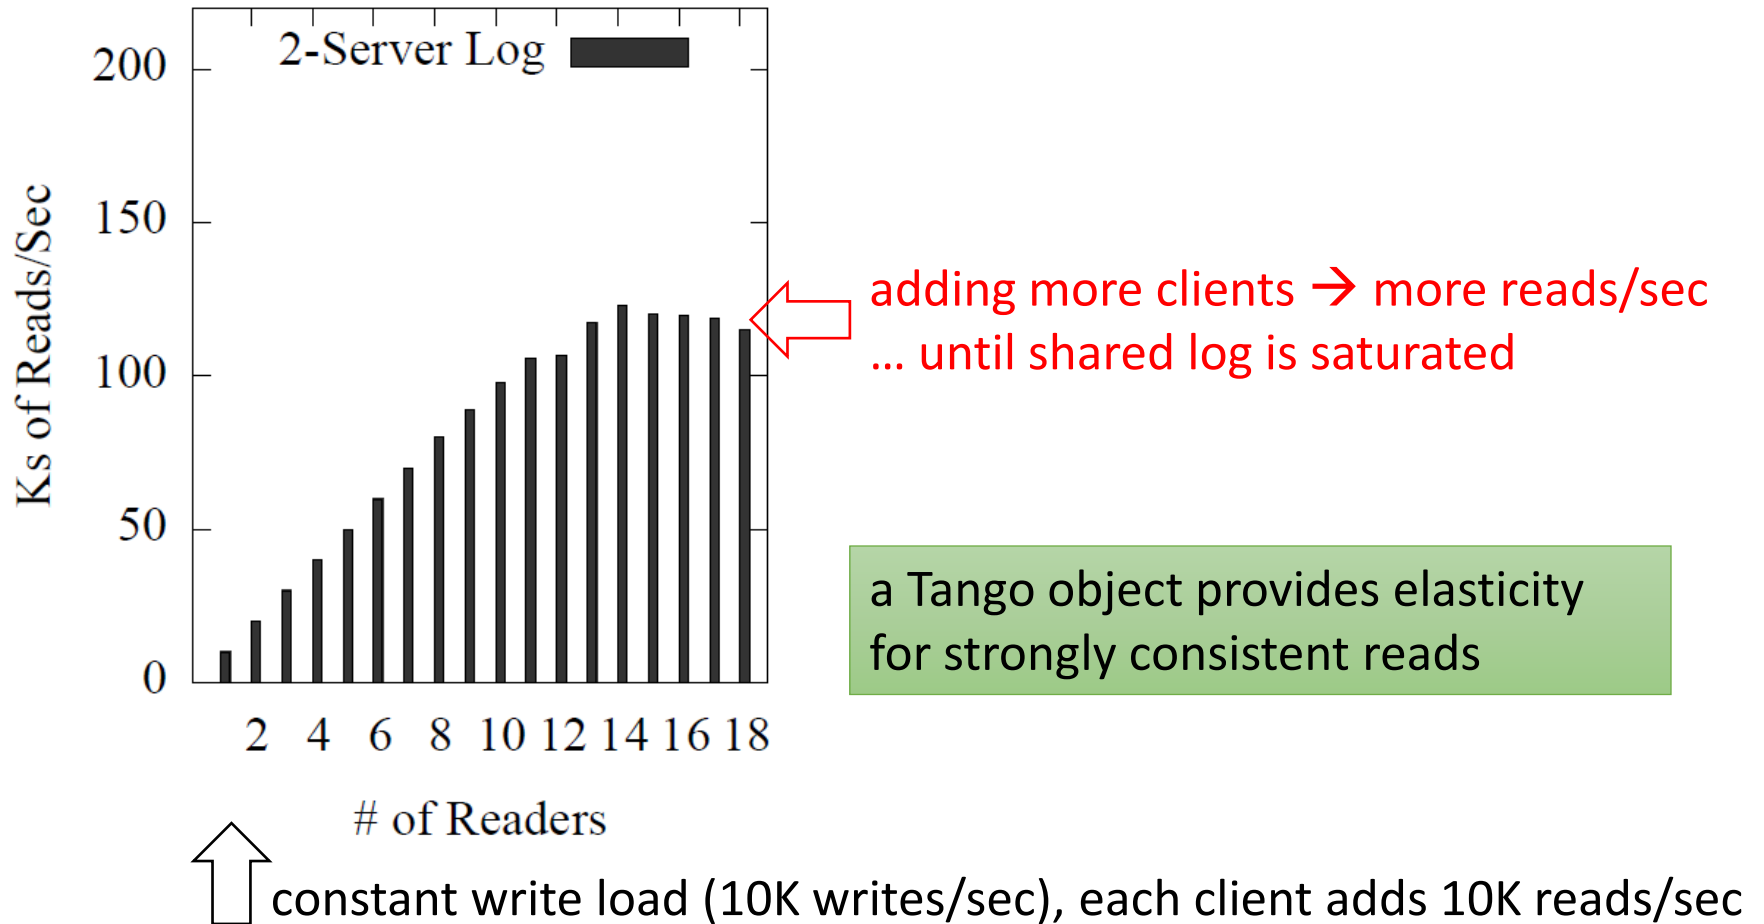 2-Server Log
200
150
100
50
0
Ks of Reads/Sec
2 4 6 8 10 12 14 16 18
# of Readers
adding more clients → more reads/sec
... until shared log is saturated
a Tango object provides elasticity
for strongly consistent reads
constant write load (10K writes/sec), each client adds 10K reads/sec